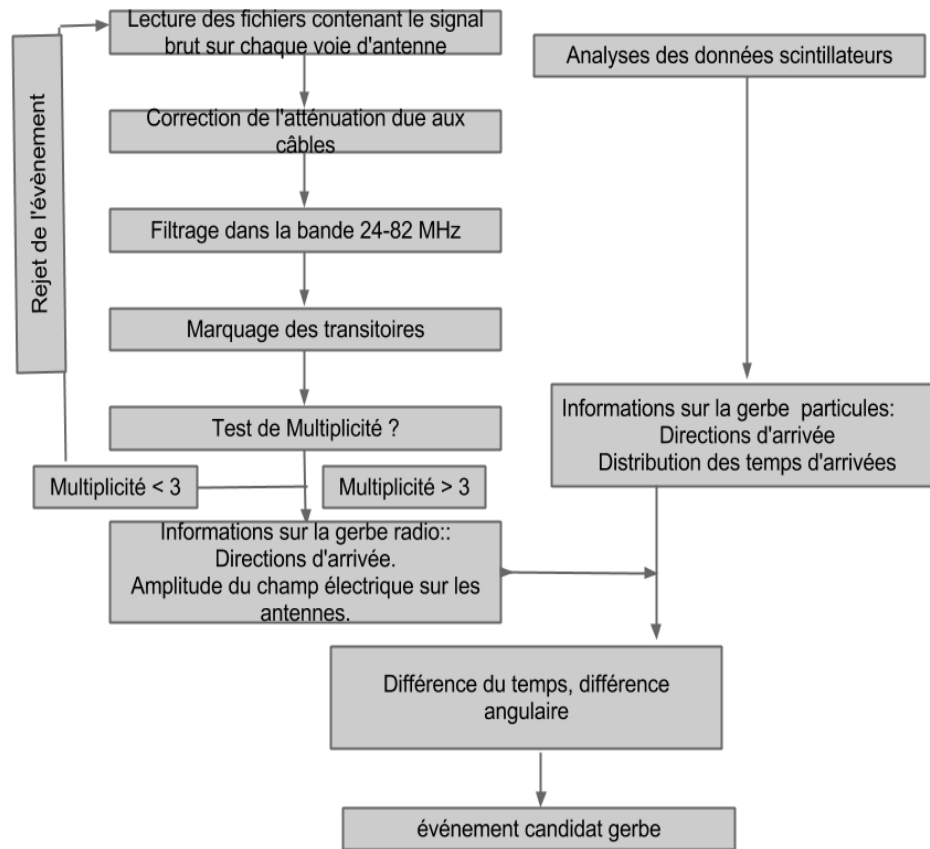 Lecture des fichiers contenant le signal
brut sur chaque voie d'antenne
Analyses des données scintillateurs
Rejet de l'évènement
Correction de l'atténuation due aux
câbles
Filtrage dans la bande 24-82 MHz
Marquage des transitoires
Test de Multiplicité ?
Informations sur la gerbe  particules:
Directions d'arrivée
Distribution des temps d'arrivées
Multiplicité < 3
Multiplicité > 3
Informations sur la gerbe radio::
Directions d'arrivée.
Amplitude du champ électrique sur les
antennes.
Différence du temps, différence
angulaire
événement candidat gerbe